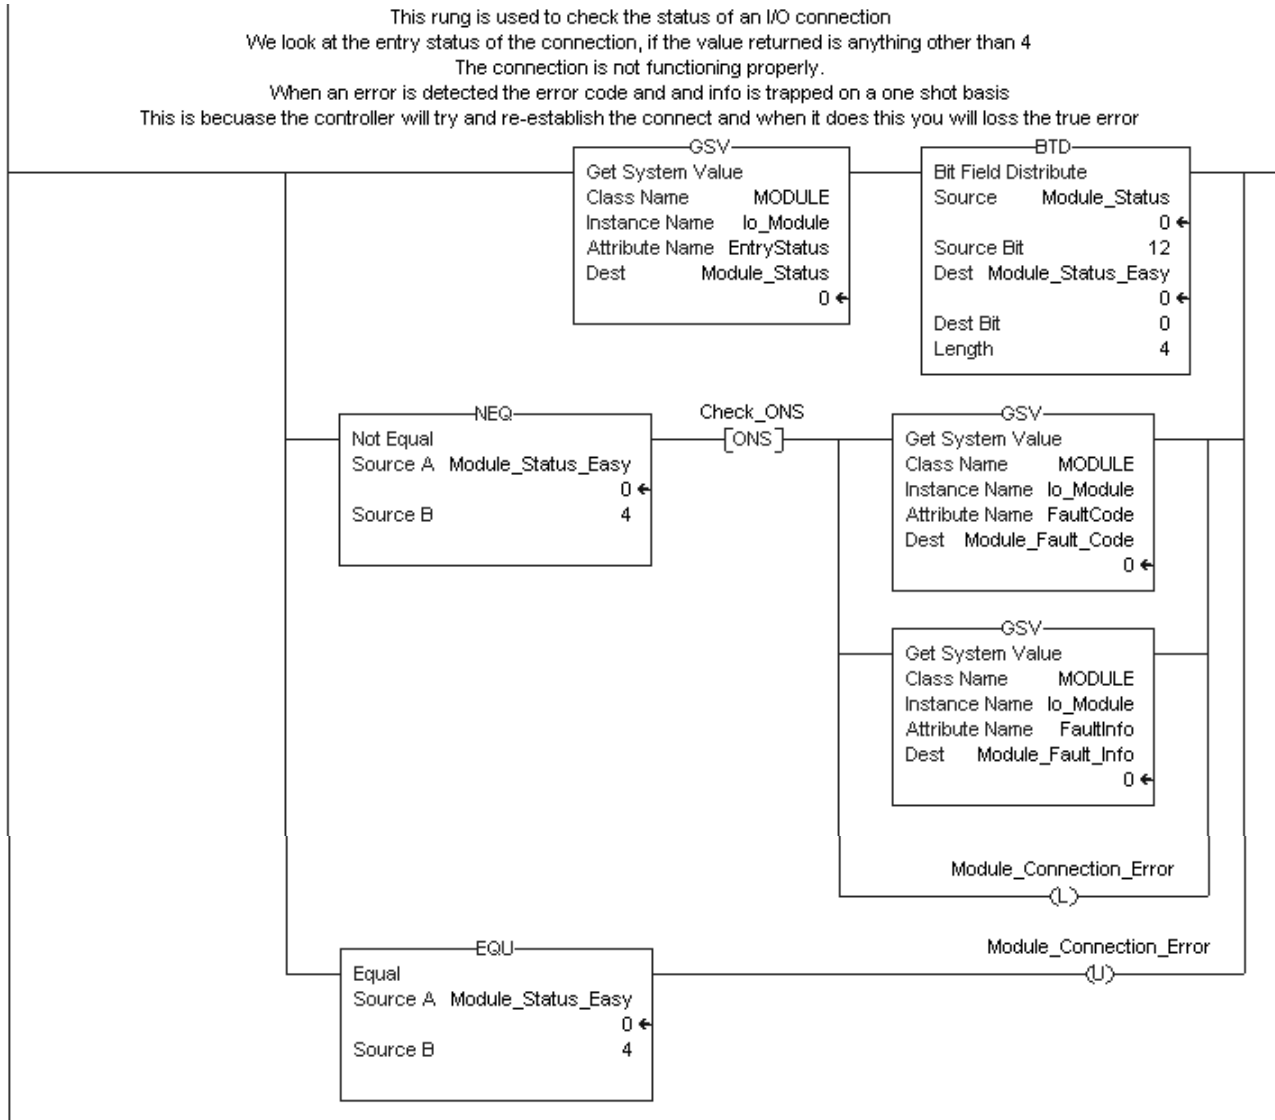 This rung is used to check the status of an I/O connection
We look at the entry status of the connection, if the value returned is anything other than 4
The connection is not functioning properly.
When an error is detected the error code and and info is trapped on a one shot basis
This is becuase the controller will try and re-establish the connect and when it does this you will loss the true error
GSV
Get System Value
Class Name MODULE
Instance Name Io_Module
Attribute Name EntryStatus
Dest Module_Status
0
BTD
Bit Field Distribute
Source Module_Status
0
Source Bit 12
Dest Module_Status_Easy
0
Dest Bit 0
Length 4
NEQ
Not Equal
Source A Module_Status_Easy
0
Source B 4
Check_ONS
ONS
GSV
Get System Value
Class Name MODULE
Instance Name Io_Module
Attribute Name FaultCode
Dest Module_Fault_Code
0
GSV
Get System Value
Class Name MODULE
Instance Name Io_Module
Attribute Name FaultInfo
Dest Module_Fault_Info
0
Module_Connection_Error
L
EQU
Equal
Source A Module_Status_Easy
0
Source B 4
Module_Connection_Error
U